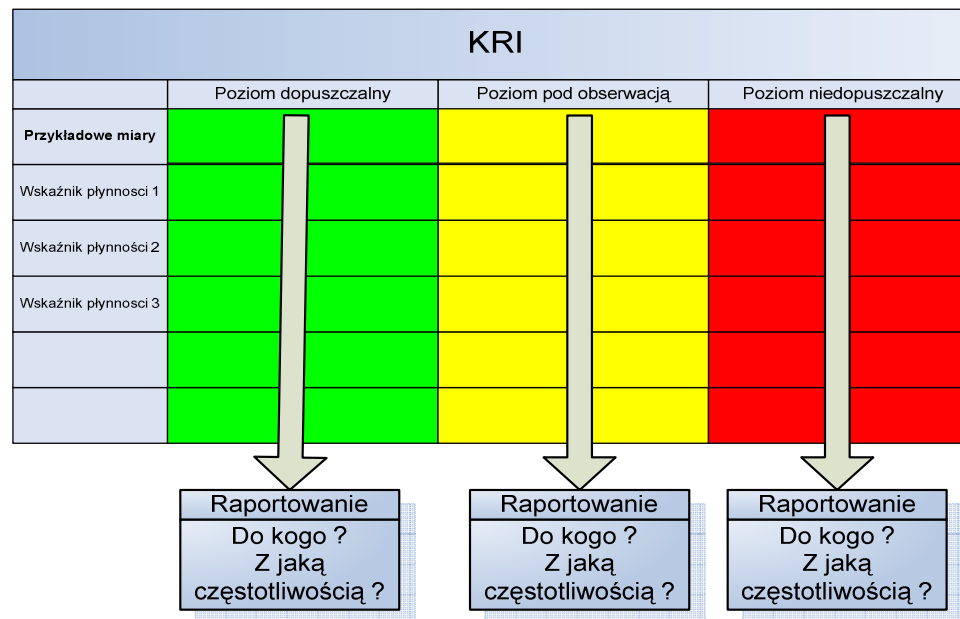 KRI
Poziom dopuszczalny
Poziom pod obserwacją
Poziom niedopuszczalny
Przykładowe miary
Wskaźnik płynnosci 1
Wskaźnik płynności 2
Wskaźnik płynnosci 3
Raportowanie
Do kogo ?
Z jaką
częstotliwością ?
Raportowanie
Do kogo ?
Z jaką
częstotliwością ?
Raportowanie
Do kogo ?
Z jaką
częstotliwością ?